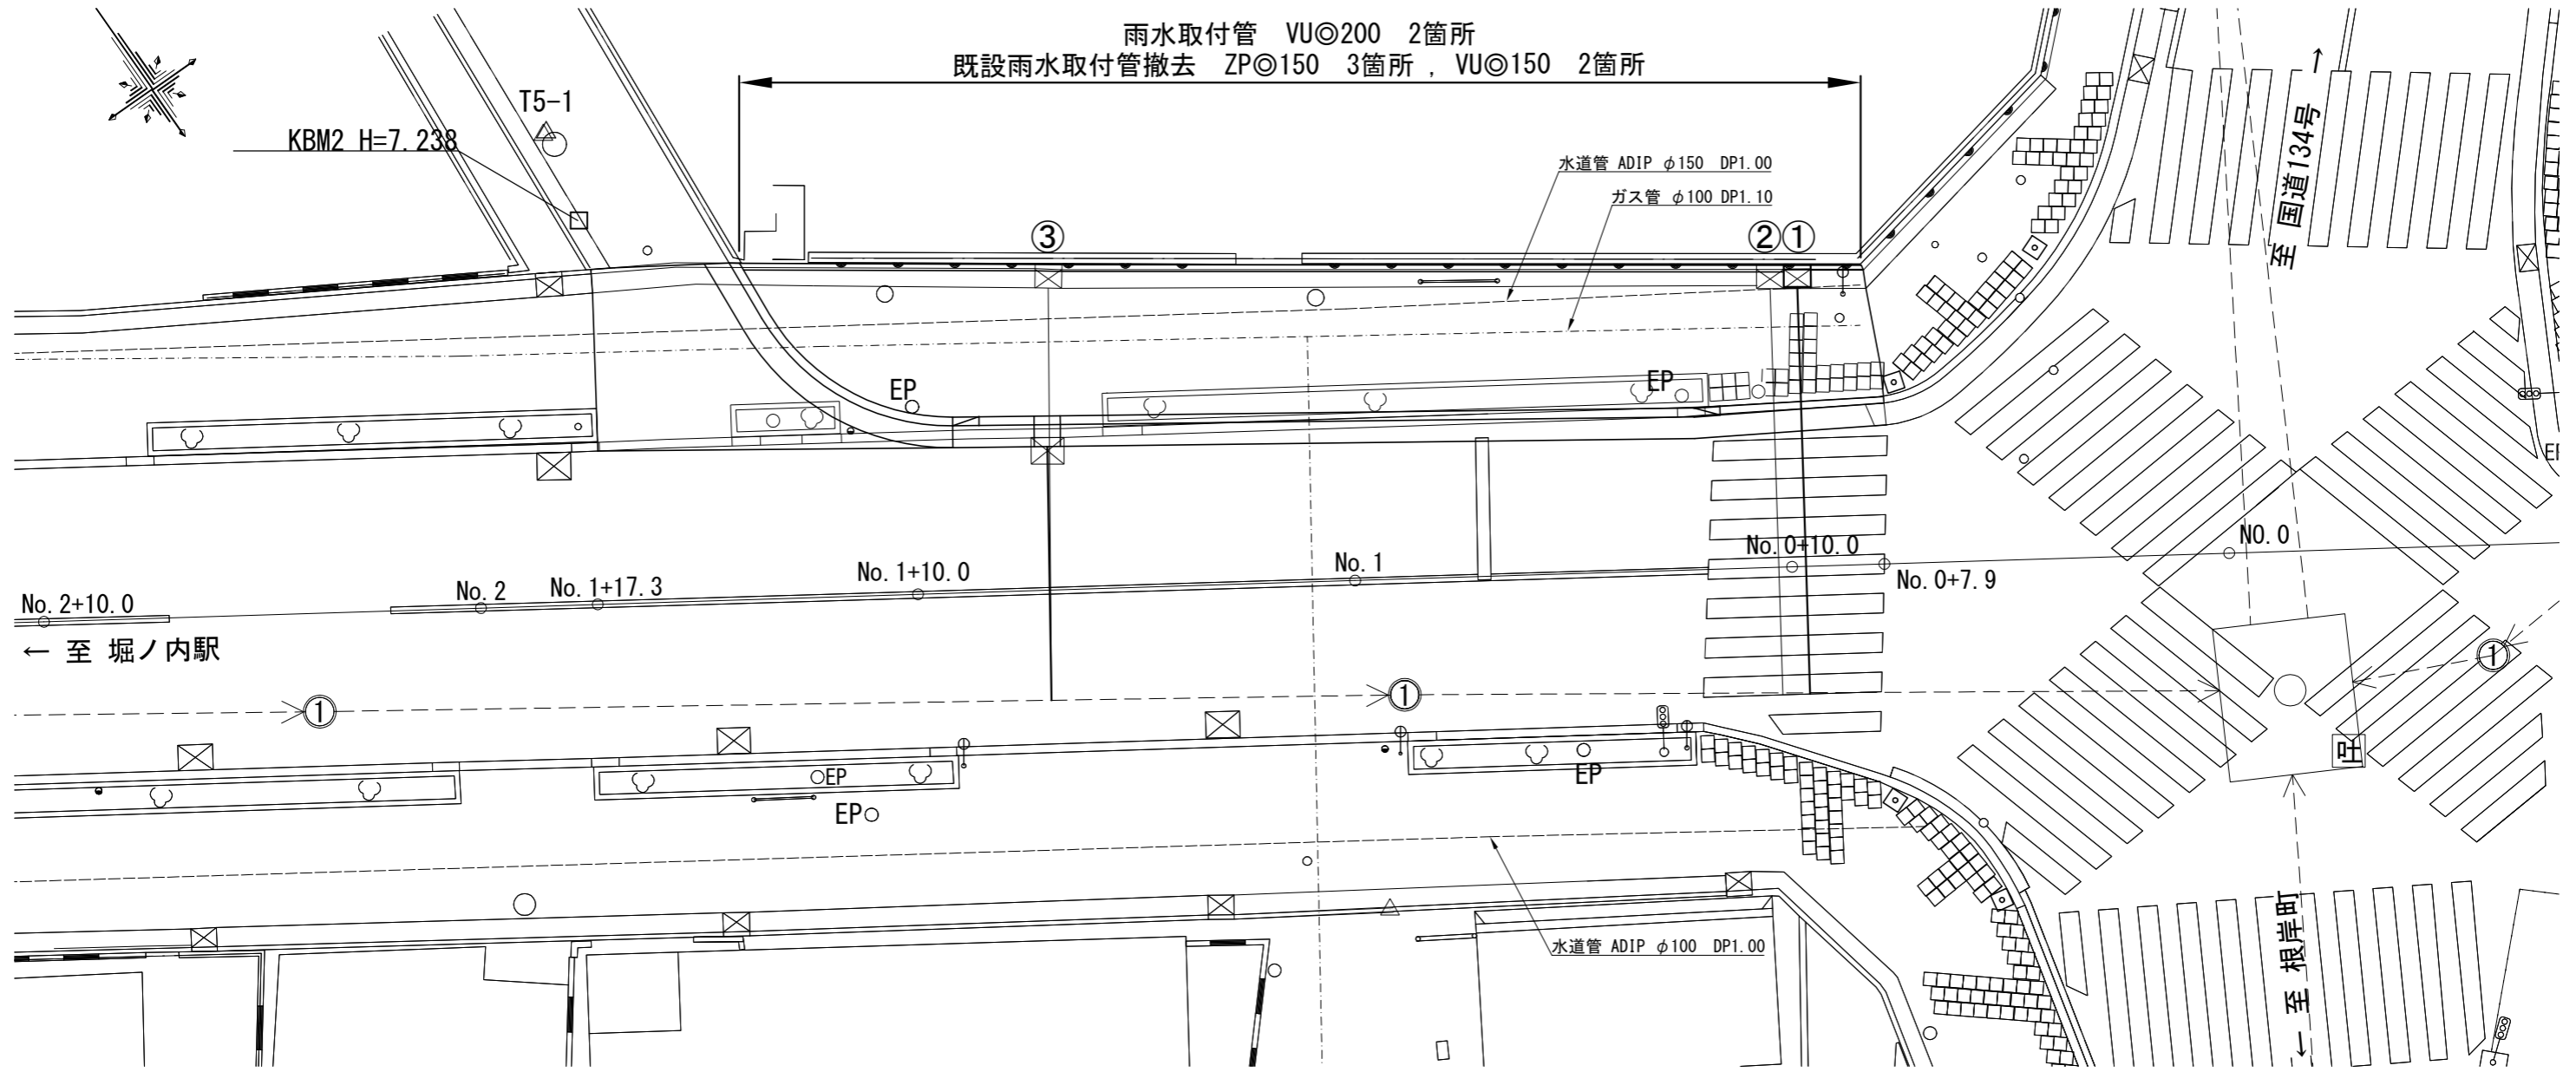 雨水取付管　VU◎200　2箇所
既設雨水取付管撤去　ZP◎150　3箇所 , VU◎150　2箇所
T5-1
KBM2 H=7.238
水道管 ADIP φ150 DP1.00
ガス管 φ100 DP1.10
至 国道134号 →
③
②
①
EP
EP
EP
No.2+10.0
No.2
No.1+17.3
No.1+10.0
No.1
No.0+10.0
No.0+7.9
NO.0
← 至 堀ノ内駅
①
①
①
吐
EP
EP
EP
水道管 ADIP φ100 DP1.00
← 至 根岸町